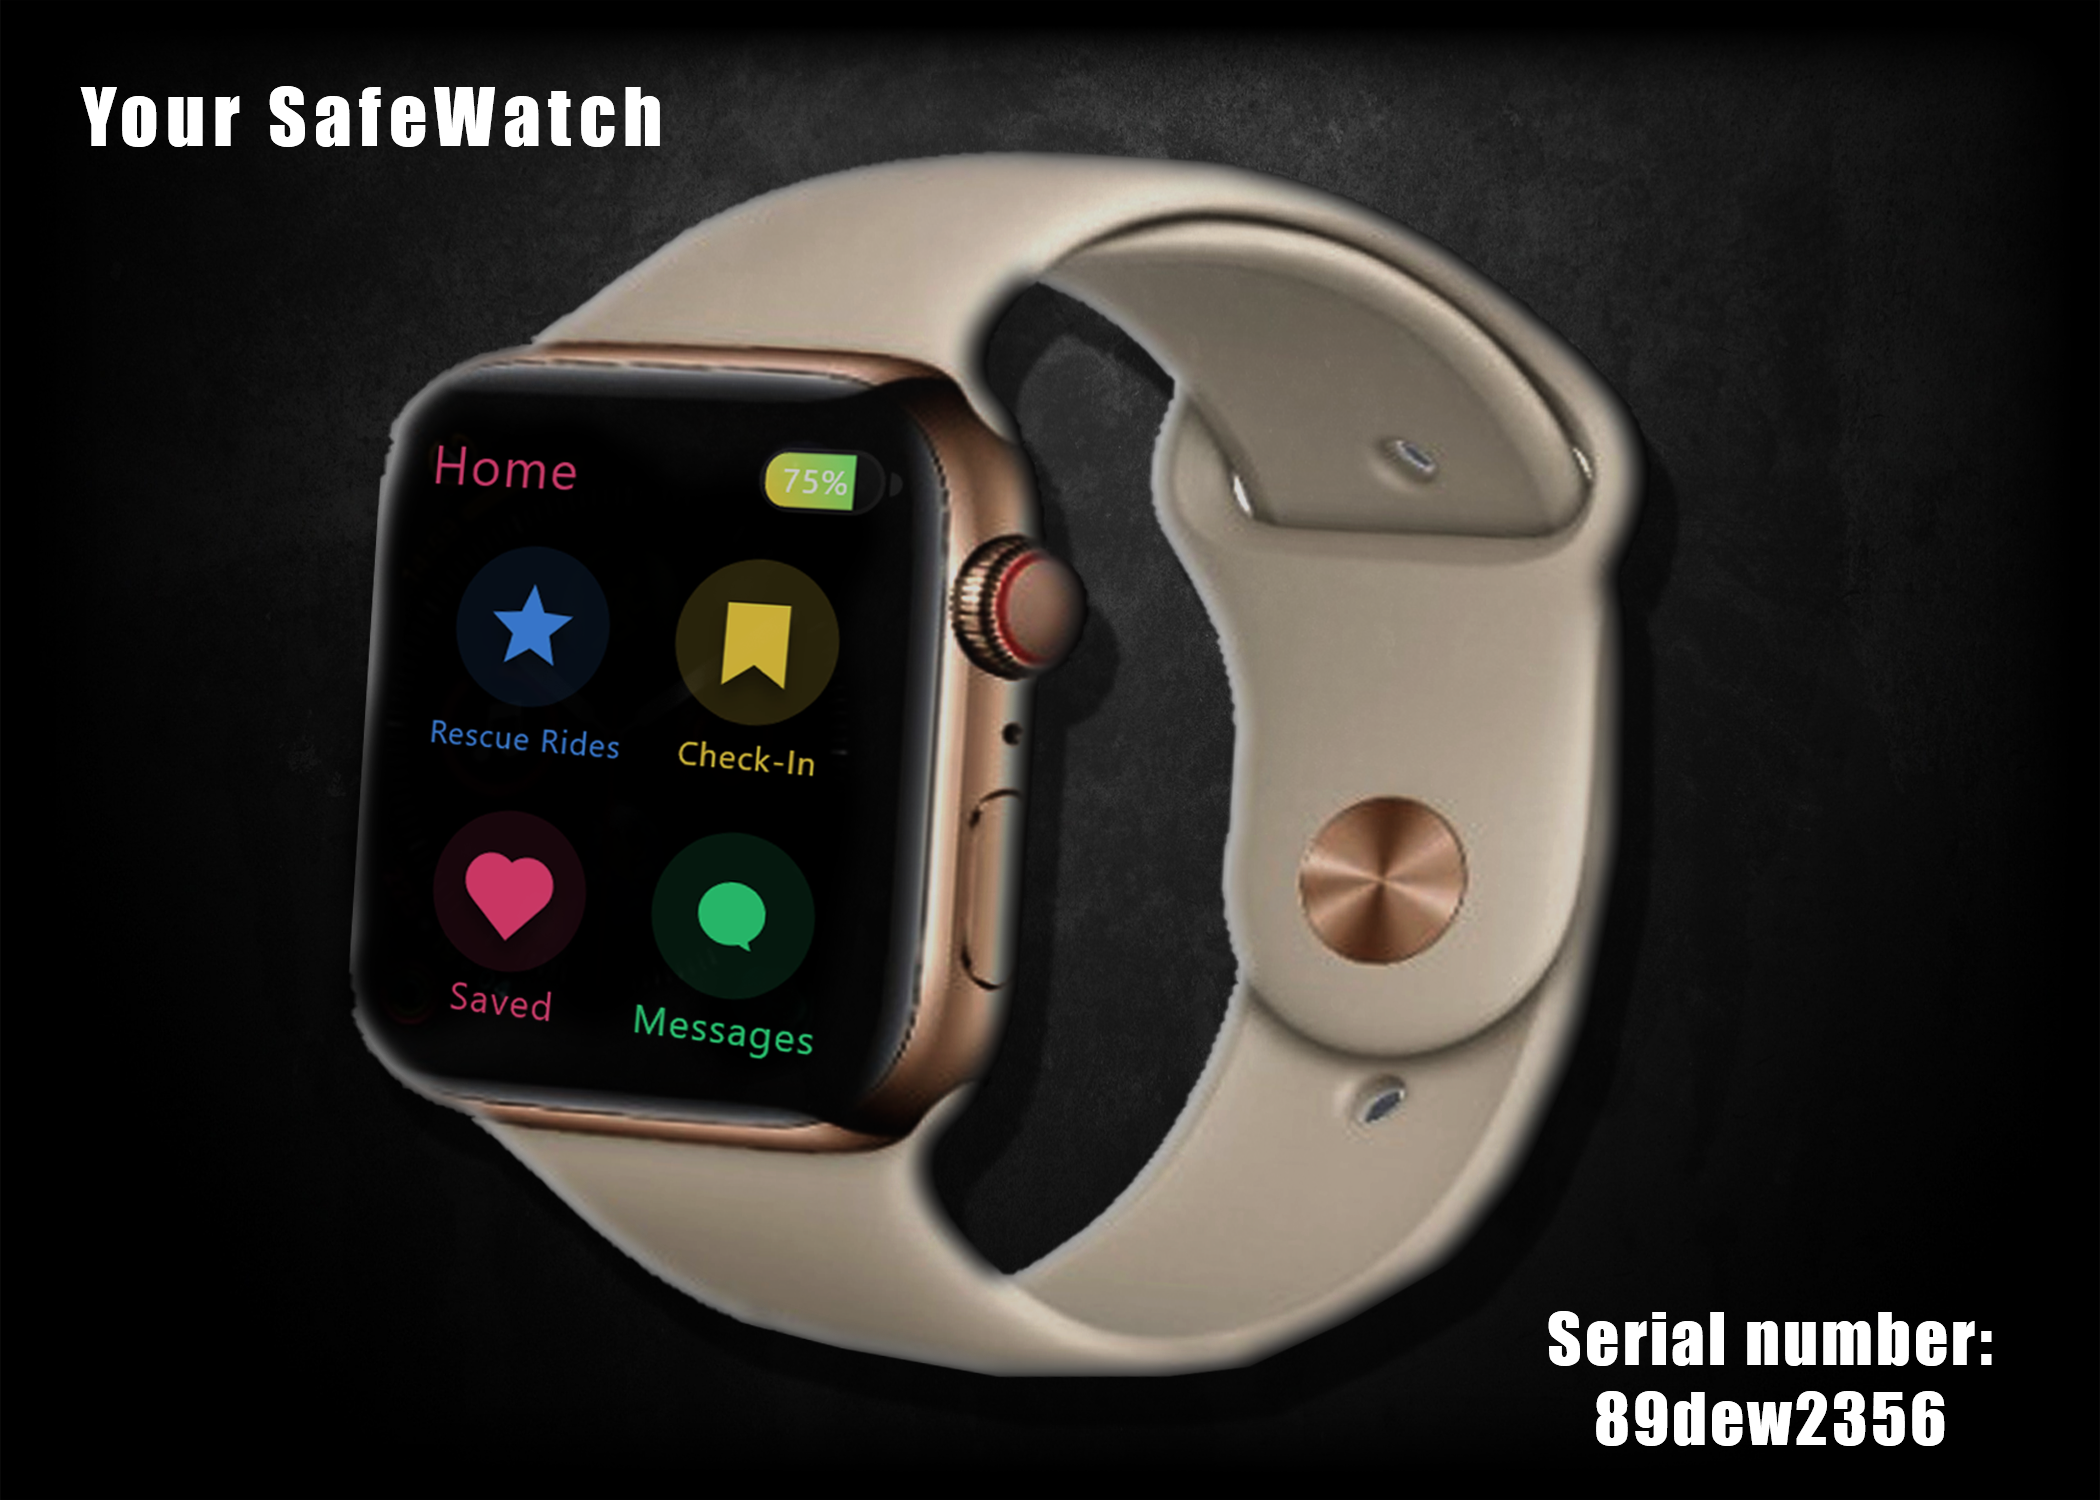 Your SafeWatch
Home
75%
Rescue Rides
Check-In
Saved
Messages
Serial number:
89dew2356